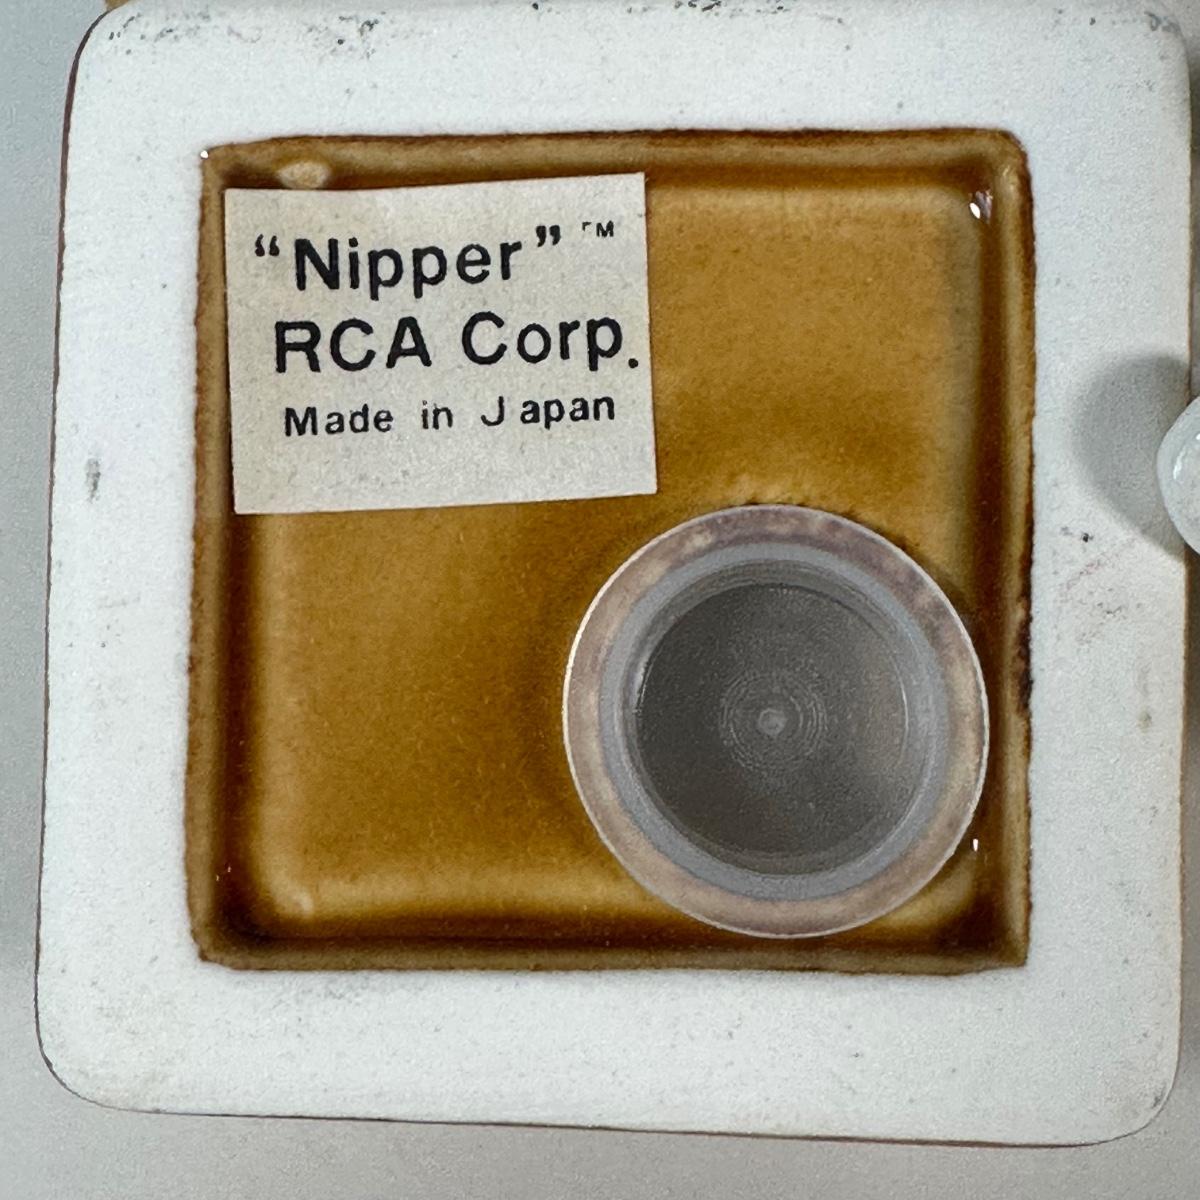 “Nipper” ™
RCA Corp.
Made in Japan